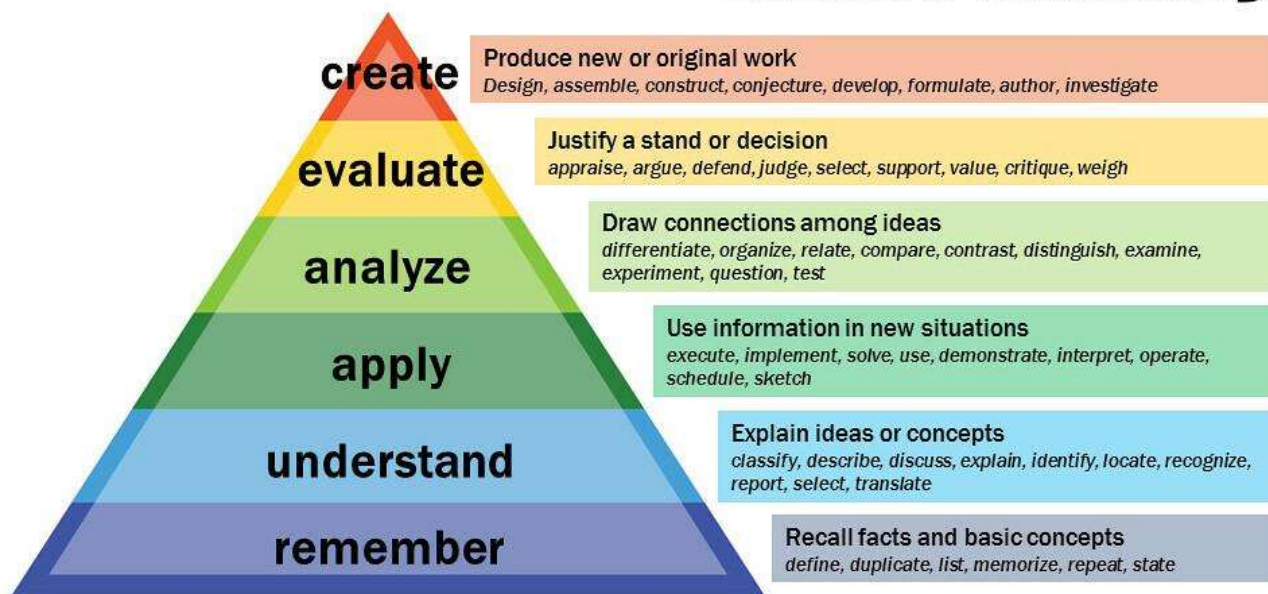 create
Produce new or original work
Design, assemble, construct, conjecture, develop, formulate, author, investigate
evaluate
Justify a stand or decision
appraise, argue, defend, judge, select, support, value, critique, weigh
analyze
Draw connections among ideas
differentiate, organize, relate, compare, contrast, distinguish, examine,
experiment, question, test
apply
Use information in new situations
execute, implement, solve, use, demonstrate, interpret, operate,
schedule, sketch
understand
Explain ideas or concepts
classify, describe, discuss, explain, identify, locate, recognize,
report, select, translate
remember
Recall facts and basic concepts
define, duplicate, list, memorize, repeat, state